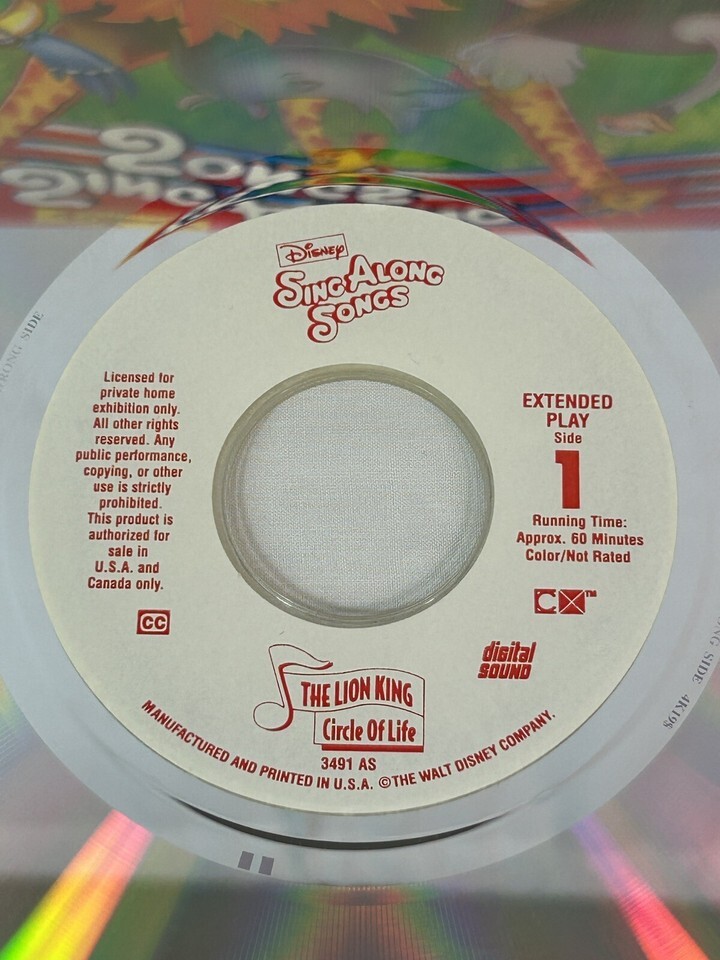 DISNEY
SING ALONG
SONGS
Licensed for
private home
exhibition only.
All other rights
reserved. Any
public performance,
copying, or other
use is strictly
prohibited.
This product is
authorized for
sale in
U.S.A. and
Canada only.
CC
EXTENDED
PLAY
Side
1
Running Time:
Approx. 60 Minutes
Color/Not Rated
CX™
digital
SOUND
THE LION KING
Circle Of Life
3491 AS
MANUFACTURED AND PRINTED IN U.S.A. ©THE WALT DISNEY COMPANY.
SIDE
SIDE